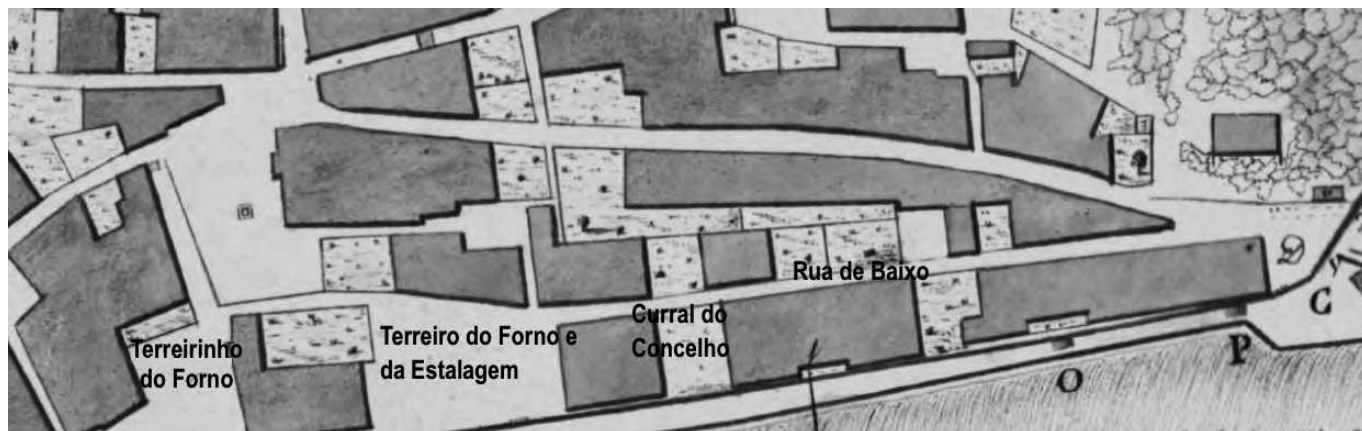 Rua de Baixo
Curral do
Concelho
Terreiro do Forno e
da Estalagem
Terreirinho
do Forno
D
C
P
O